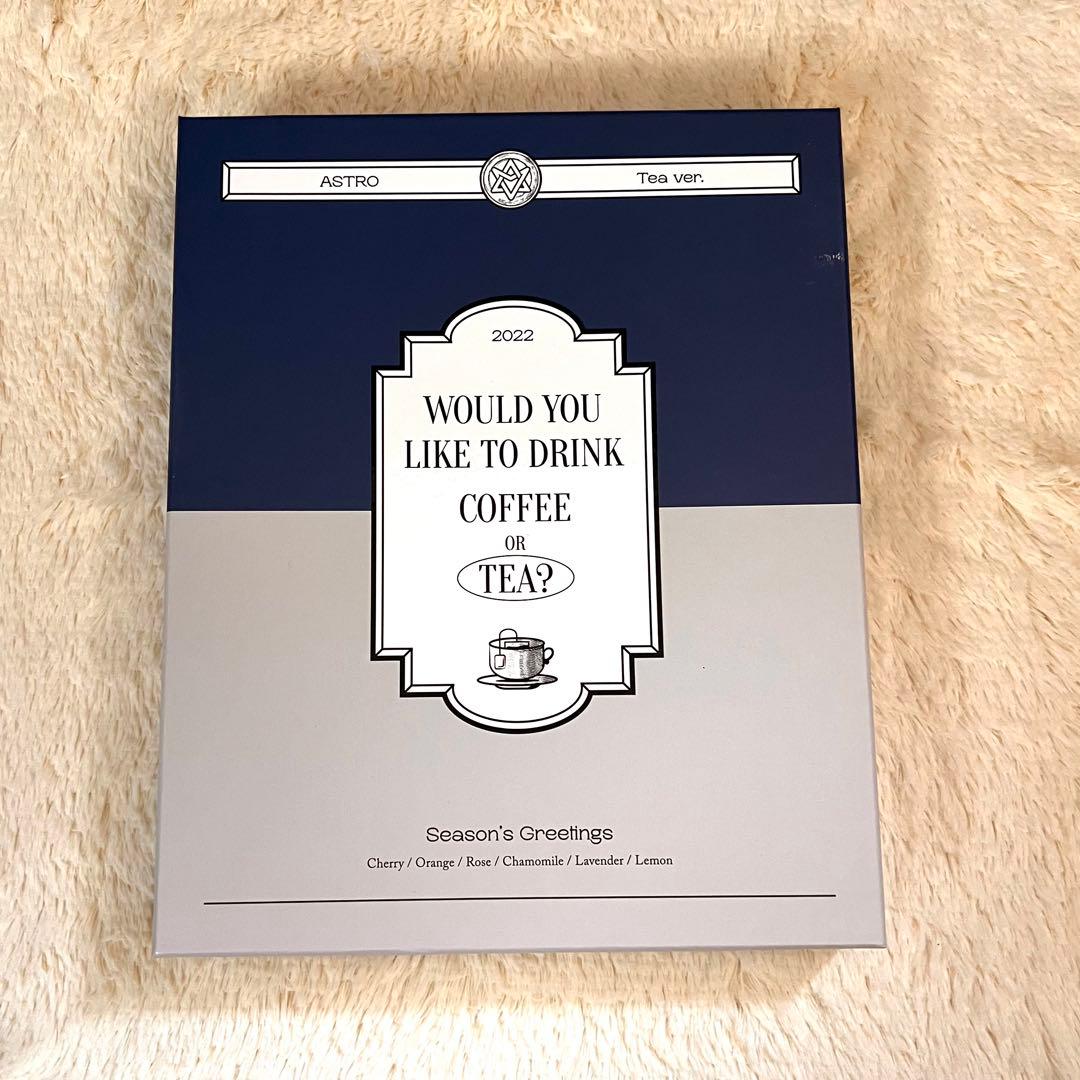 ASTRO Tea ver.
2022
WOULD YOU
LIKE TO DRINK
COFFEE
OR
TEA?
Season's Greetings
Cherry / Orange / Rose / Chamomile / Lavender / Lemon